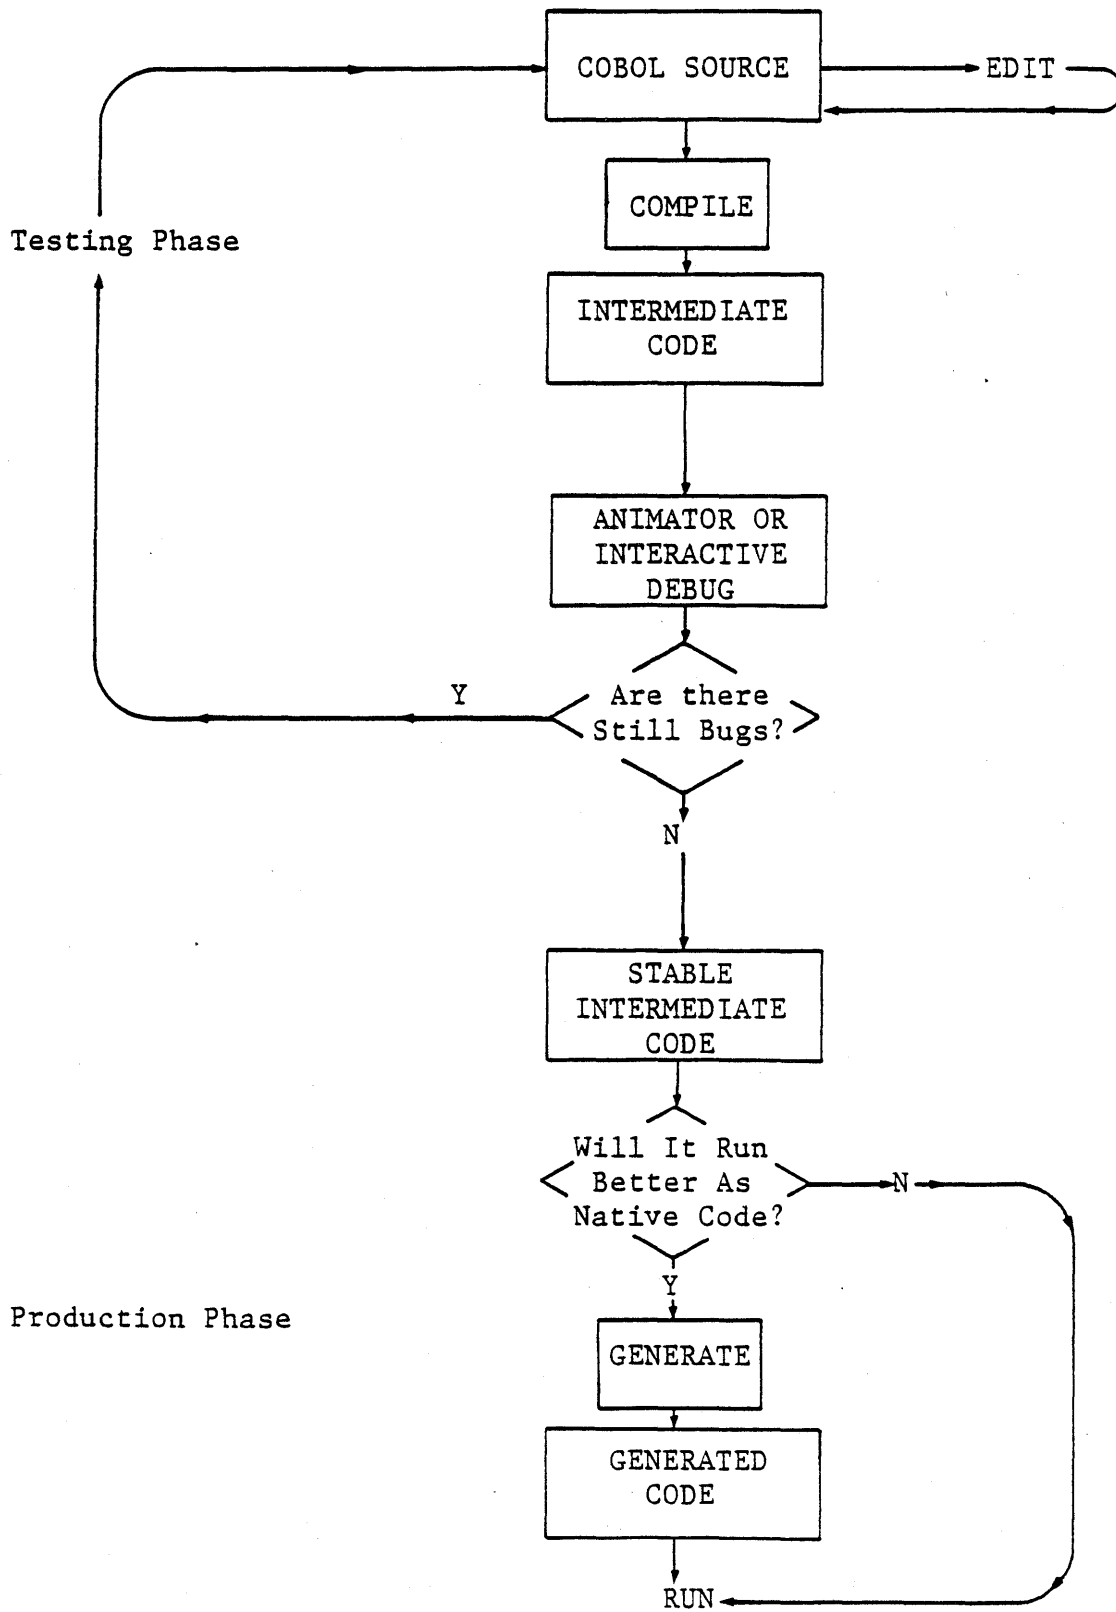 COBOL SOURCE
EDIT
COMPILE
Testing Phase
INTERMEDIATE
CODE
ANIMATOR OR
INTERACTIVE
DEBUG
Y
Are there
Still Bugs?
N
STABLE
INTERMEDIATE
CODE
Will It Run
Better As
Native Code?
N
Y
Production Phase
GENERATE
GENERATED
CODE
RUN